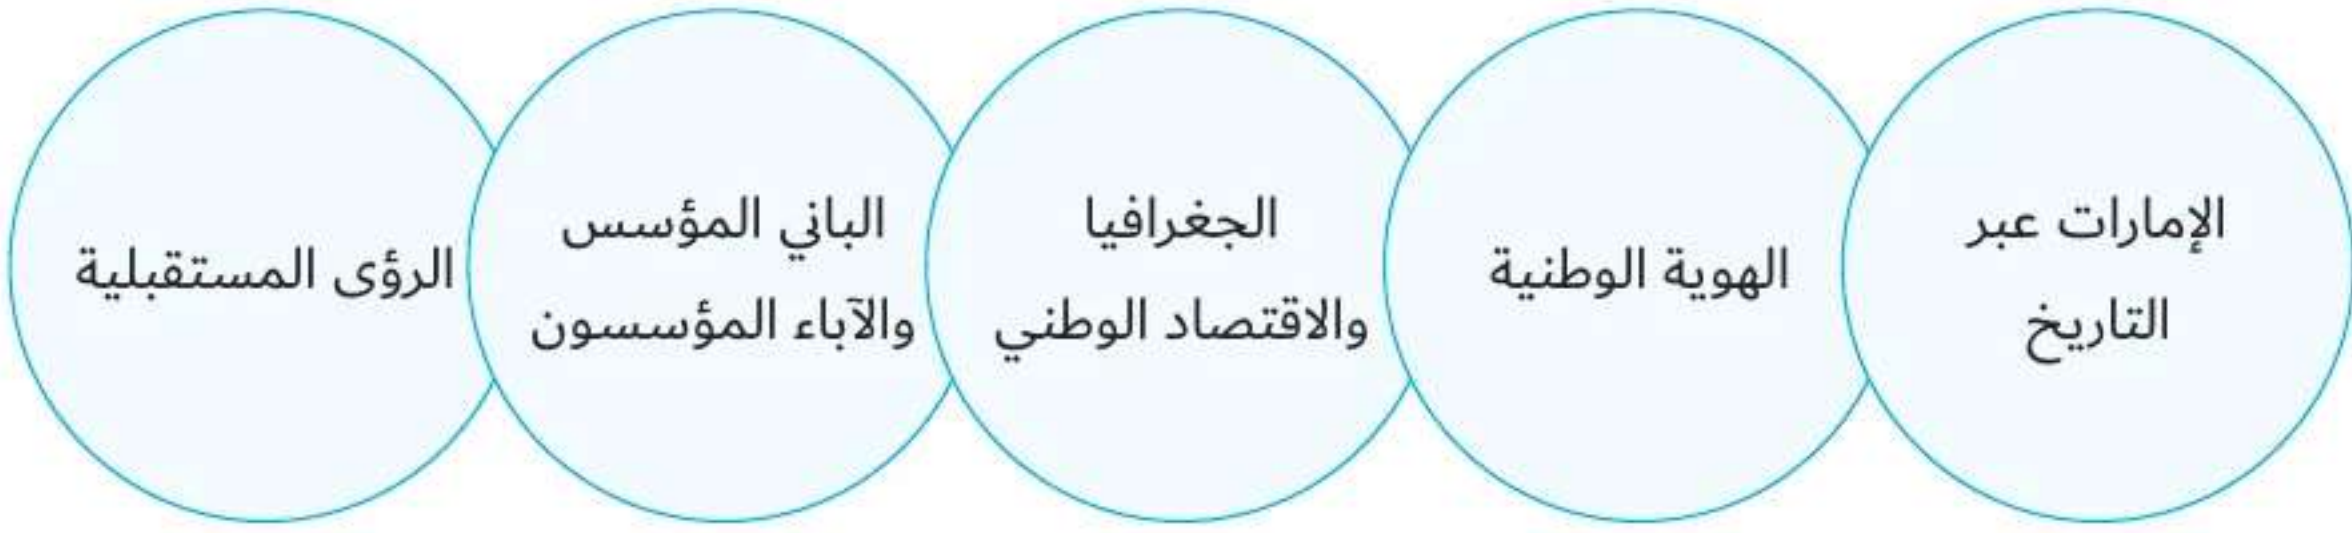 الإمارات عبر
التاريخ
الهوية الوطنية
الجغرافيا
والاقتصاد الوطني
الباني المؤسس
والآباء المؤسسون
الرؤى المستقبلية